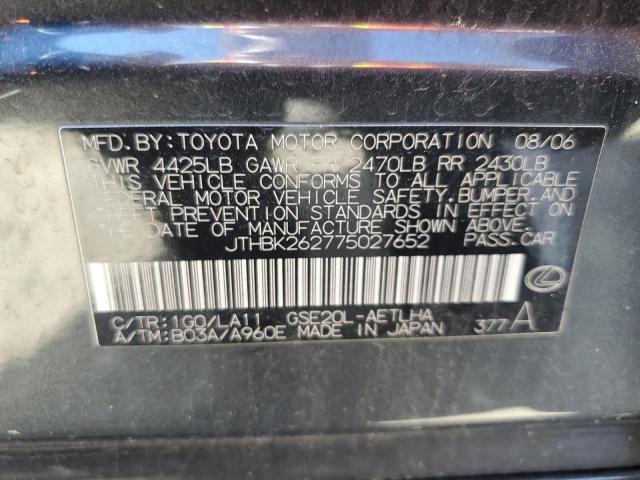 MFD.BY:TOYOTA MOTOR CORPORATION 08/06
GVWR 4425LB GAWR FR 2470LB RR 2430LB
THIS VEHICLE CONFORMS TO ALL APPLICABLE
FEDERAL MOTOR VEHICLE SAFETY,BUMPER,AND
THEFT PREVENTION STANDARDS IN EFFECT ON
THE DATE OF MANUFACTURE SHOWN ABOVE.
JTHBK262775027652 PASS.CAR
C/TR:1G0/LA11 GSE20L-AETLHA
A/TM:B03A/A960E MADE IN JAPAN 377A